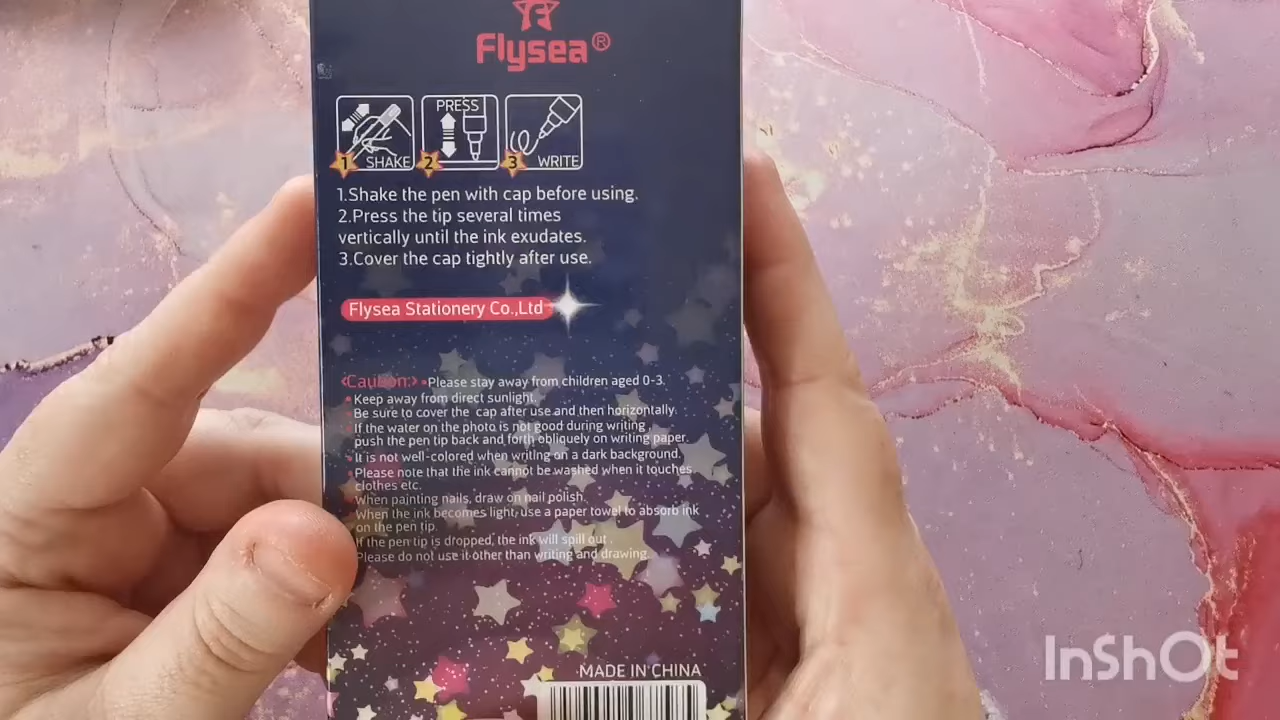 Flysea®
PRESS
1 SHAKE
2
3 WRITE
1.Shake the pen with cap before using.
2.Press the tip several times
vertically until the ink exudates.
3.Cover the cap tightly after use.
Flysea Stationery Co.,Ltd
<Caution:> •Please stay away from children aged 0-3.
•Keep away from direct sunlight.
•Be sure to cover the cap after use and then horizontally.
•If the water on the photo is not good during writing,
push the pen tip back and forth obliquely on writing paper.
•It is not well-colored when writing on a dark background.
•Please note that the ink cannot be washed when it touches
clothes etc.
When painting nails, draw on nail polish.
When the ink becomes light, use a paper towel to absorb ink
on the pen tip.
If the pen tip is dropped, the ink will spill out.
Please do not use it other than writing and drawing.
MADE IN CHINA
InShOt